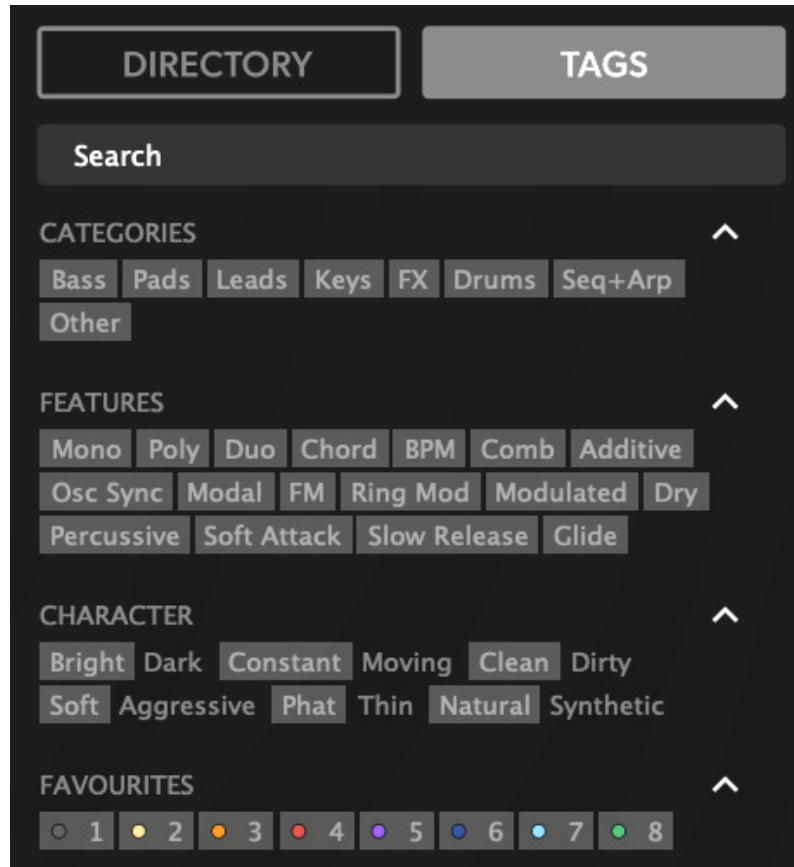 DIRECTORY TAGS
Search
CATEGORIES
Bass Pads Leads Keys FX Drums Seq+Arp
Other
FEATURES
Mono Poly Duo Chord BPM Comb Additive
Osc Sync Modal FM Ring Mod Modulated Dry
Percussive Soft Attack Slow Release Glide
CHARACTER
Bright Dark Constant Moving Clean Dirty
Soft Aggressive Phat Thin Natural Synthetic
FAVOURITES
1 2 3 4 5 6 7 8